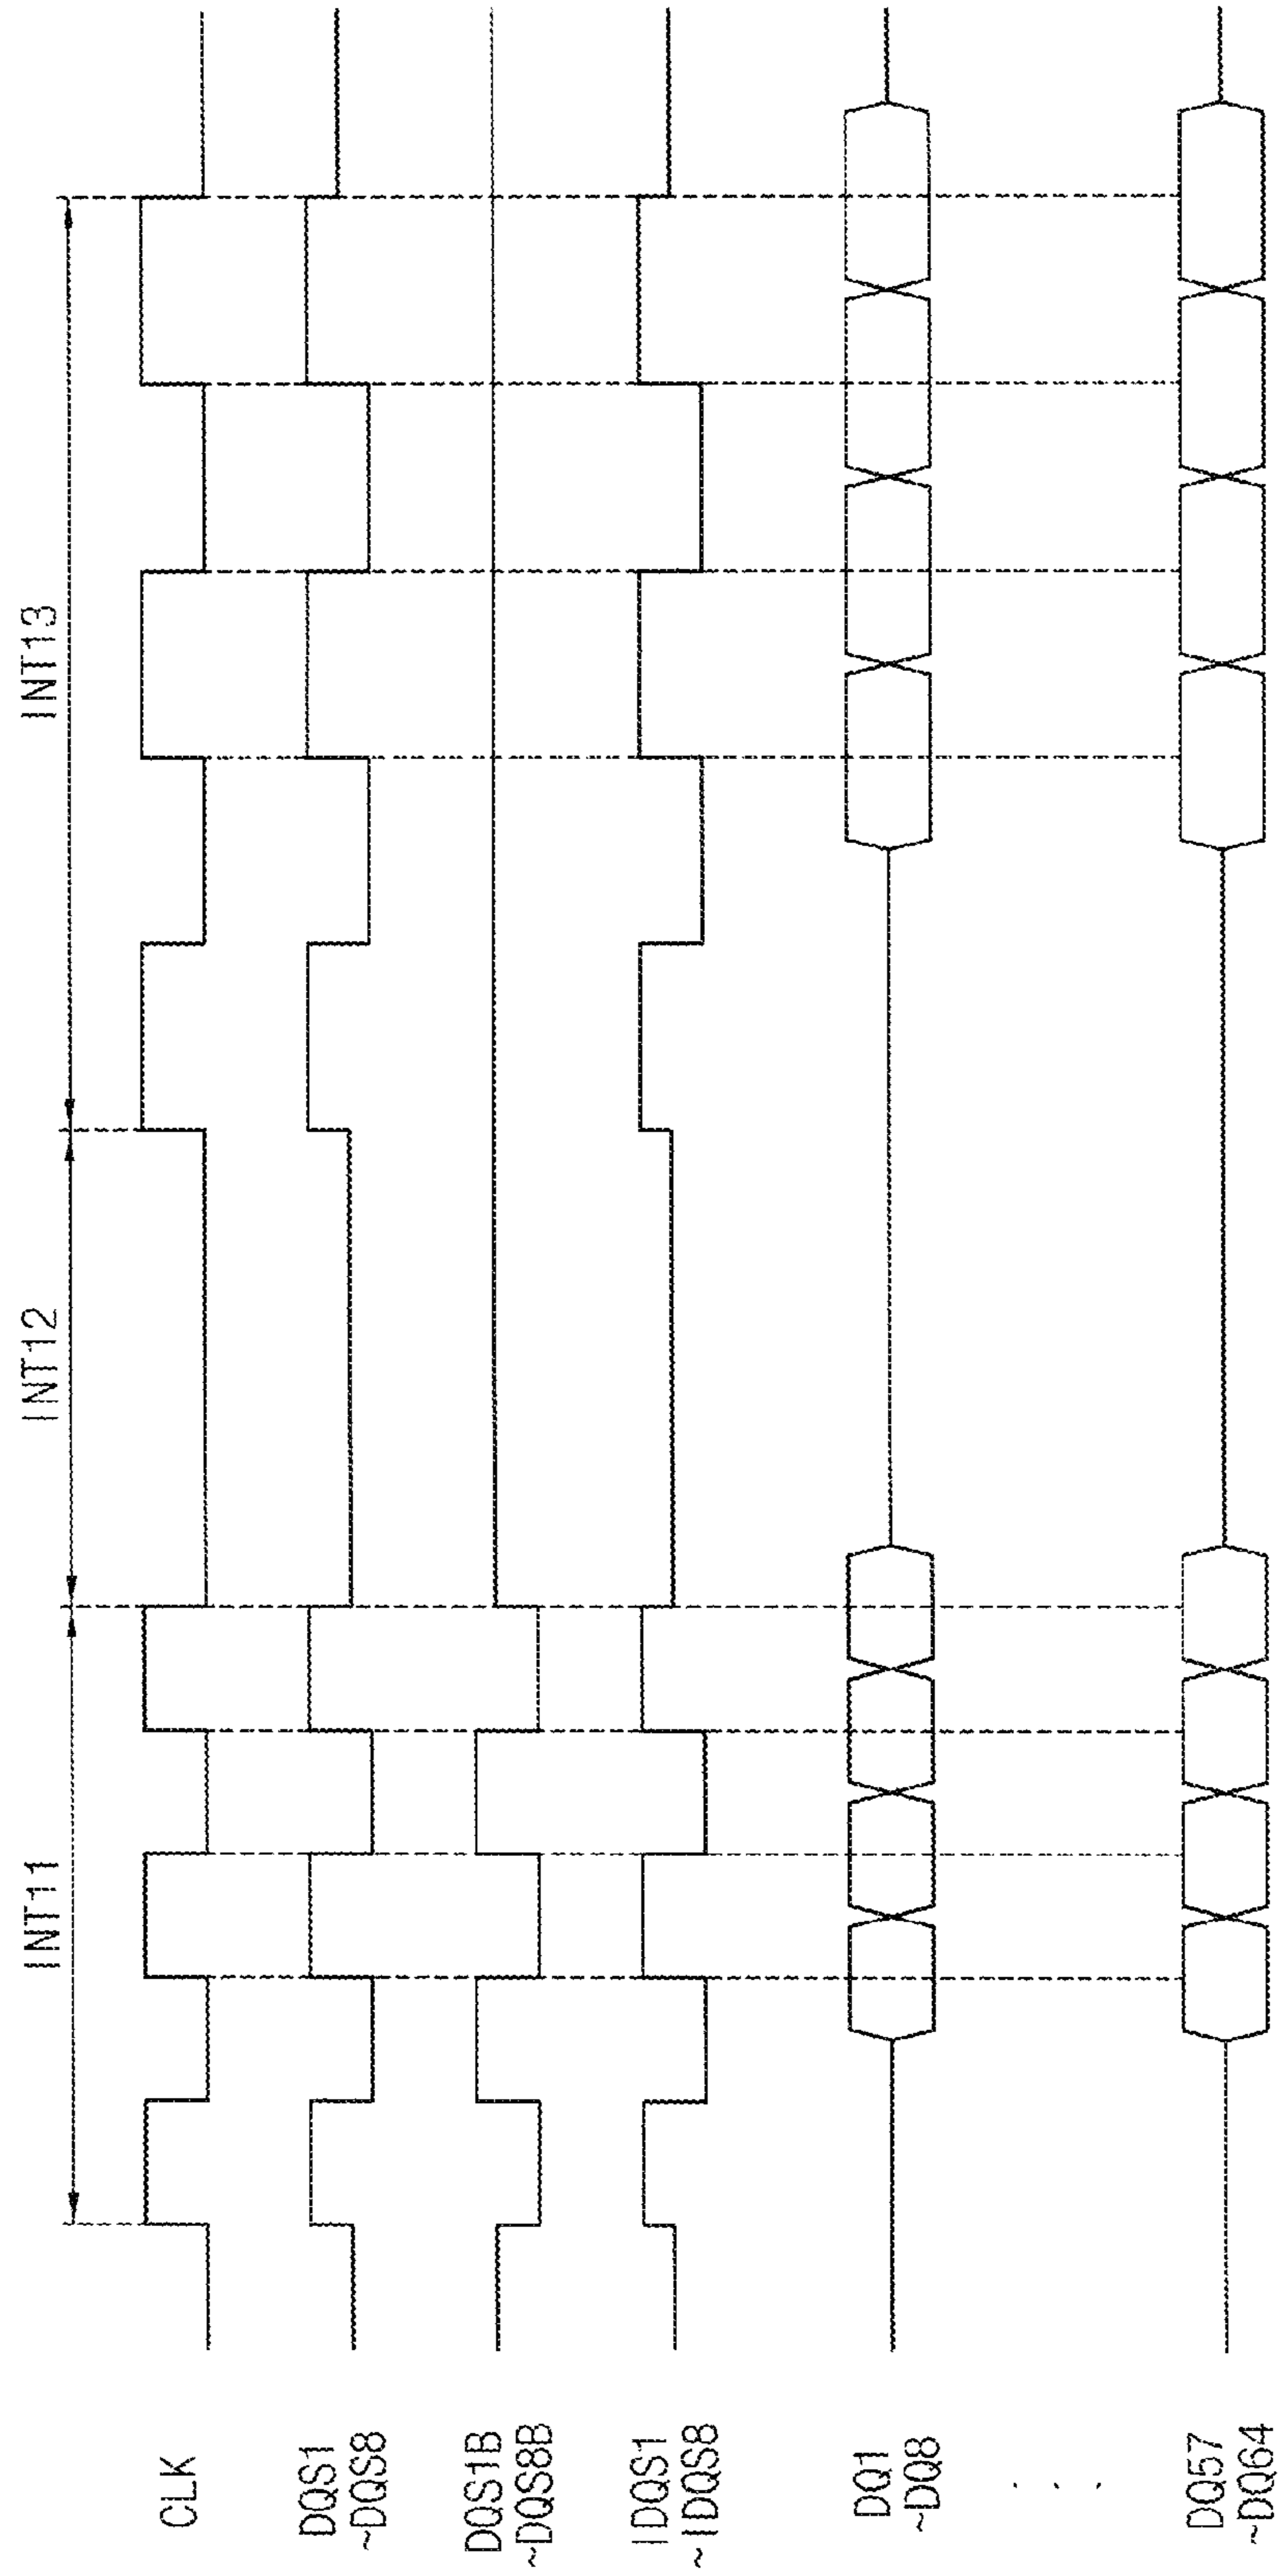 INT11
INT12
INT13
CLK
DQS1
~DQS8
DQS1B
~DQS8B
IDQS1
~IDQS8
DQ1
~DQ8
. . .
DQ57
~DQ64